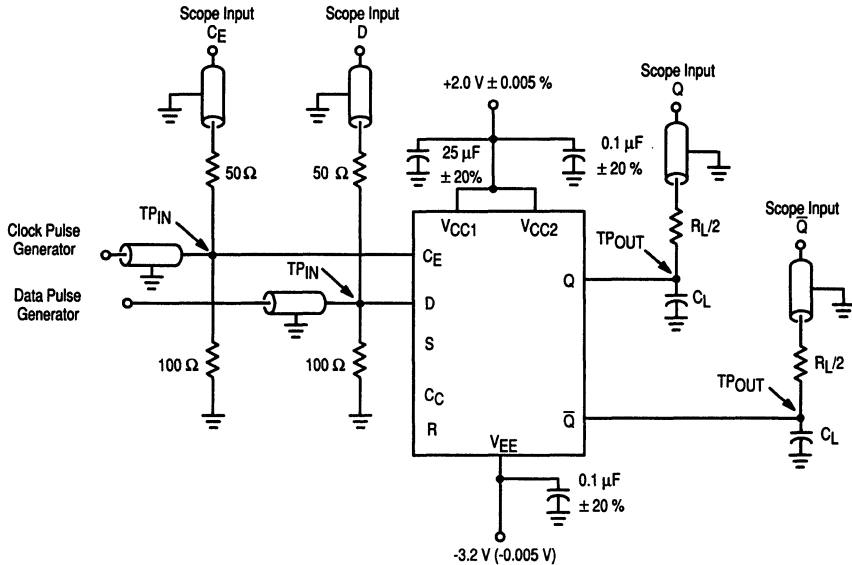 Scope Input
C_E
Scope Input
D
+2.0 V ± 0.005 %
Scope Input
Q
25 µF
± 20%
0.1 µF
± 20 %
50 Ω
50 Ω
Scope Input
Q̅
R_L/2
V_CC1
V_CC2
TP_IN
TP_OUT
Clock Pulse
Generator
C_E
TP_IN
Q
C_L
Data Pulse
Generator
D
S
R_L/2
100 Ω
100 Ω
TP_OUT
C_C
Q̅
R
C_L
V_EE
0.1 µF
± 20 %
-3.2 V (-0.005 V)